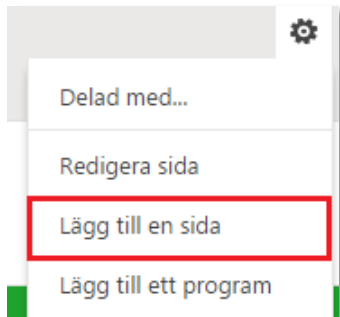 Delad med...
Redigera sida
Lägg till en sida
Lägg till ett program